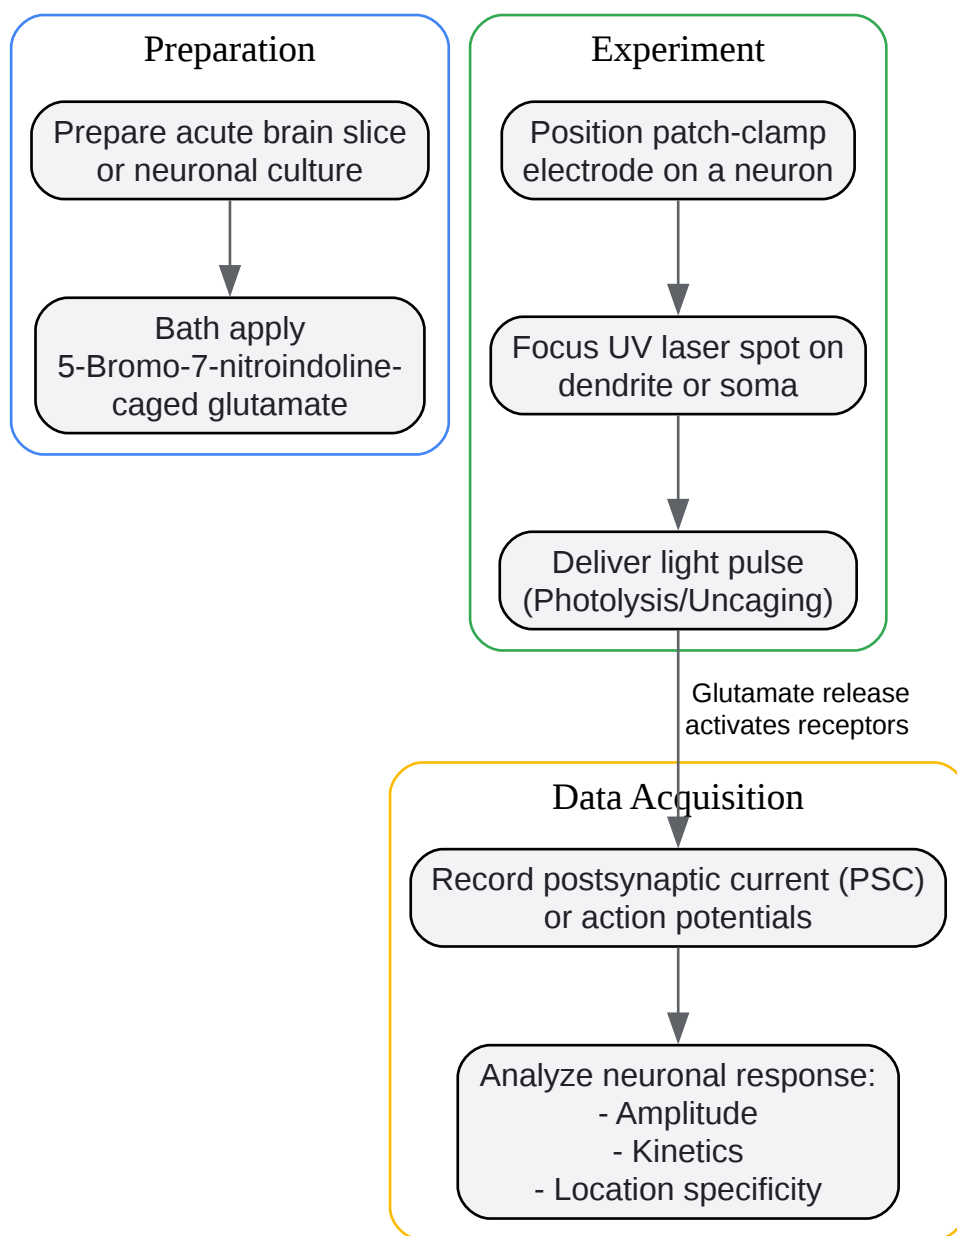 Preparation
Prepare acute brain slice
or neuronal culture
Bath apply
5-Bromo-7-nitroindoline-
caged glutamate
Experiment
Position patch-clamp
electrode on a neuron
Focus UV laser spot on
dendrite or soma
Deliver light pulse
(Photolysis/Uncaging)
Glutamate release
activates receptors
Data Acquisition
Record postsynaptic current (PSC)
or action potentials
Analyze neuronal response:
- Amplitude
- Kinetics
- Location specificity